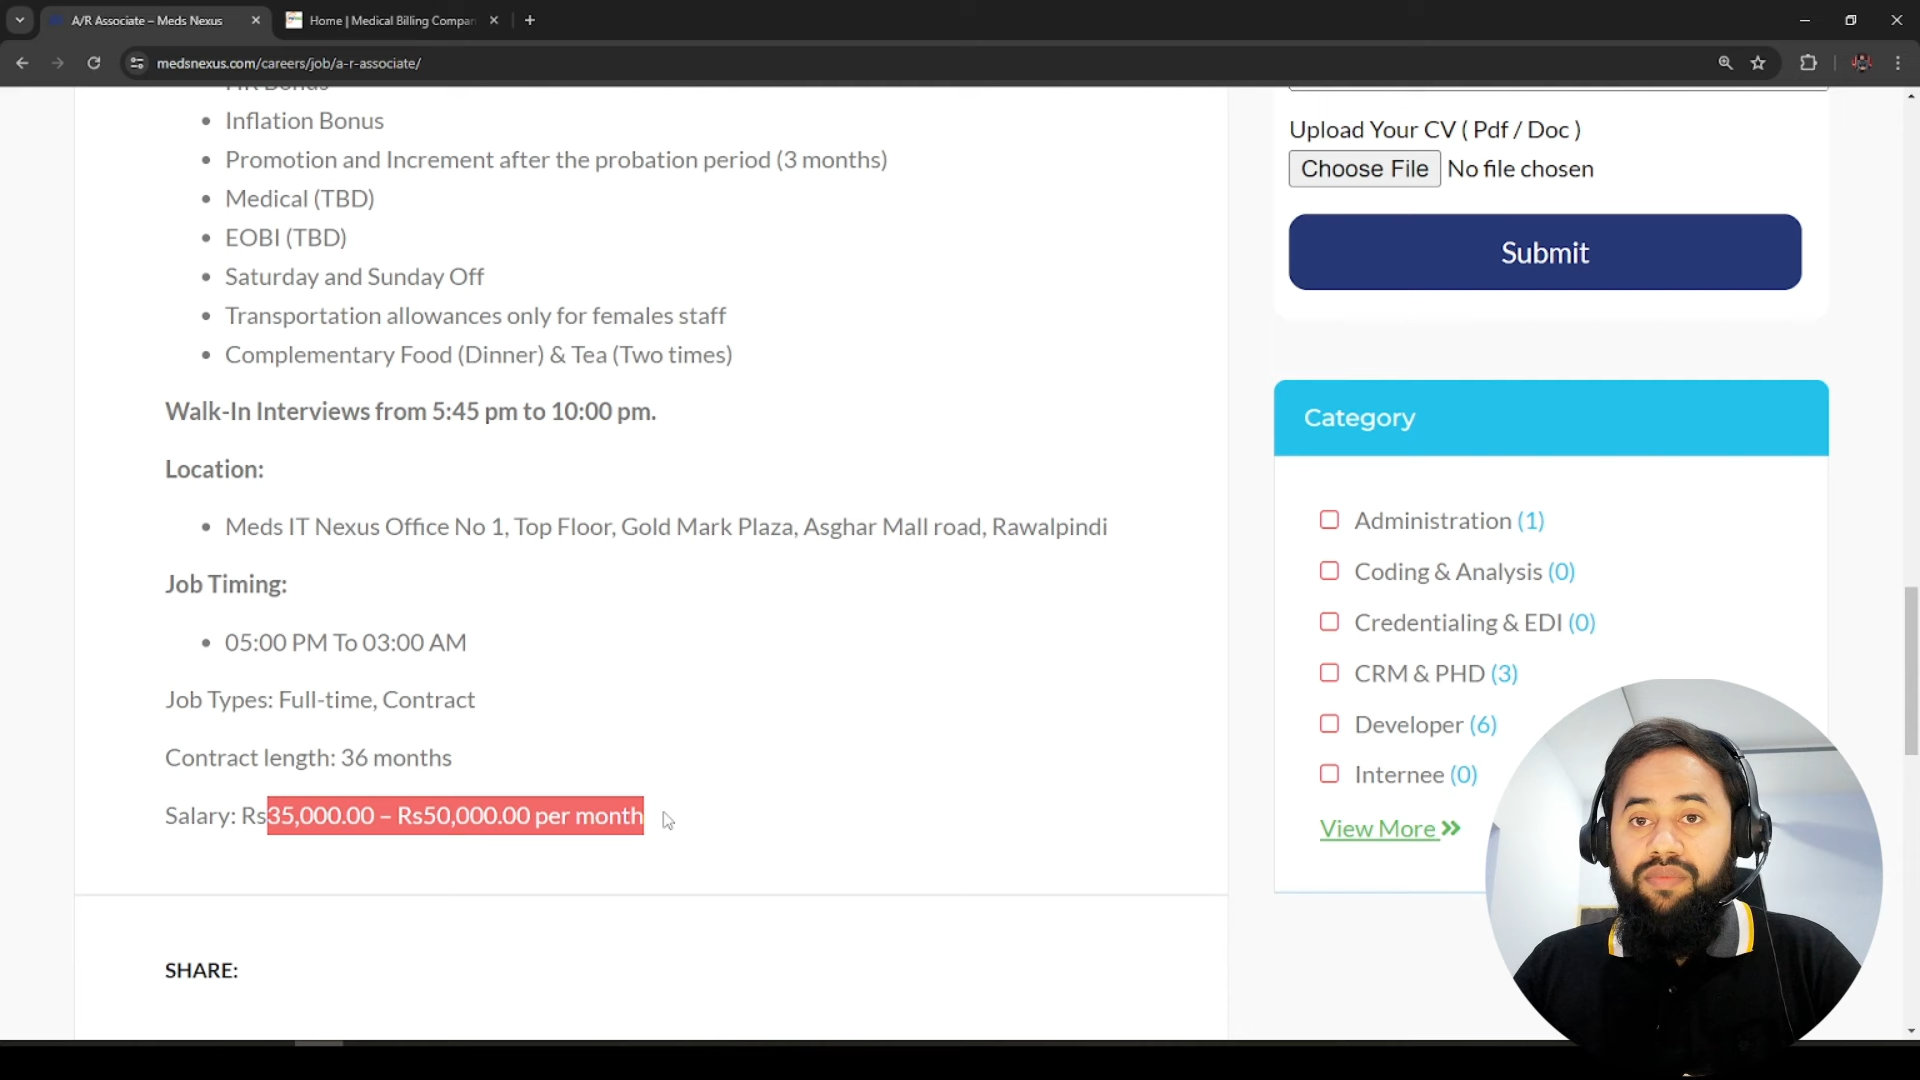 A/R Associate – Meds Nexus
Home | Medical Billing Compan
medsnexus.com/careers/job/a-r-associate/
Inflation Bonus
Promotion and Increment after the probation period (3 months)
Medical (TBD)
EOBI (TBD)
Saturday and Sunday Off
Transportation allowances only for females staff
Complementary Food (Dinner) & Tea (Two times)
Walk-In Interviews from 5:45 pm to 10:00 pm.
Location:
Meds IT Nexus Office No 1, Top Floor, Gold Mark Plaza, Asghar Mall road, Rawalpindi
Job Timing:
05:00 PM To 03:00 AM
Job Types: Full-time, Contract
Contract length: 36 months
Salary: Rs35,000.00 – Rs50,000.00 per month
SHARE:
Upload Your CV ( Pdf / Doc )
Choose File No file chosen
Submit
Category
Administration (1)
Coding & Analysis (0)
Credentialing & EDI (0)
CRM & PHD (3)
Developer (6)
Internee (0)
View More